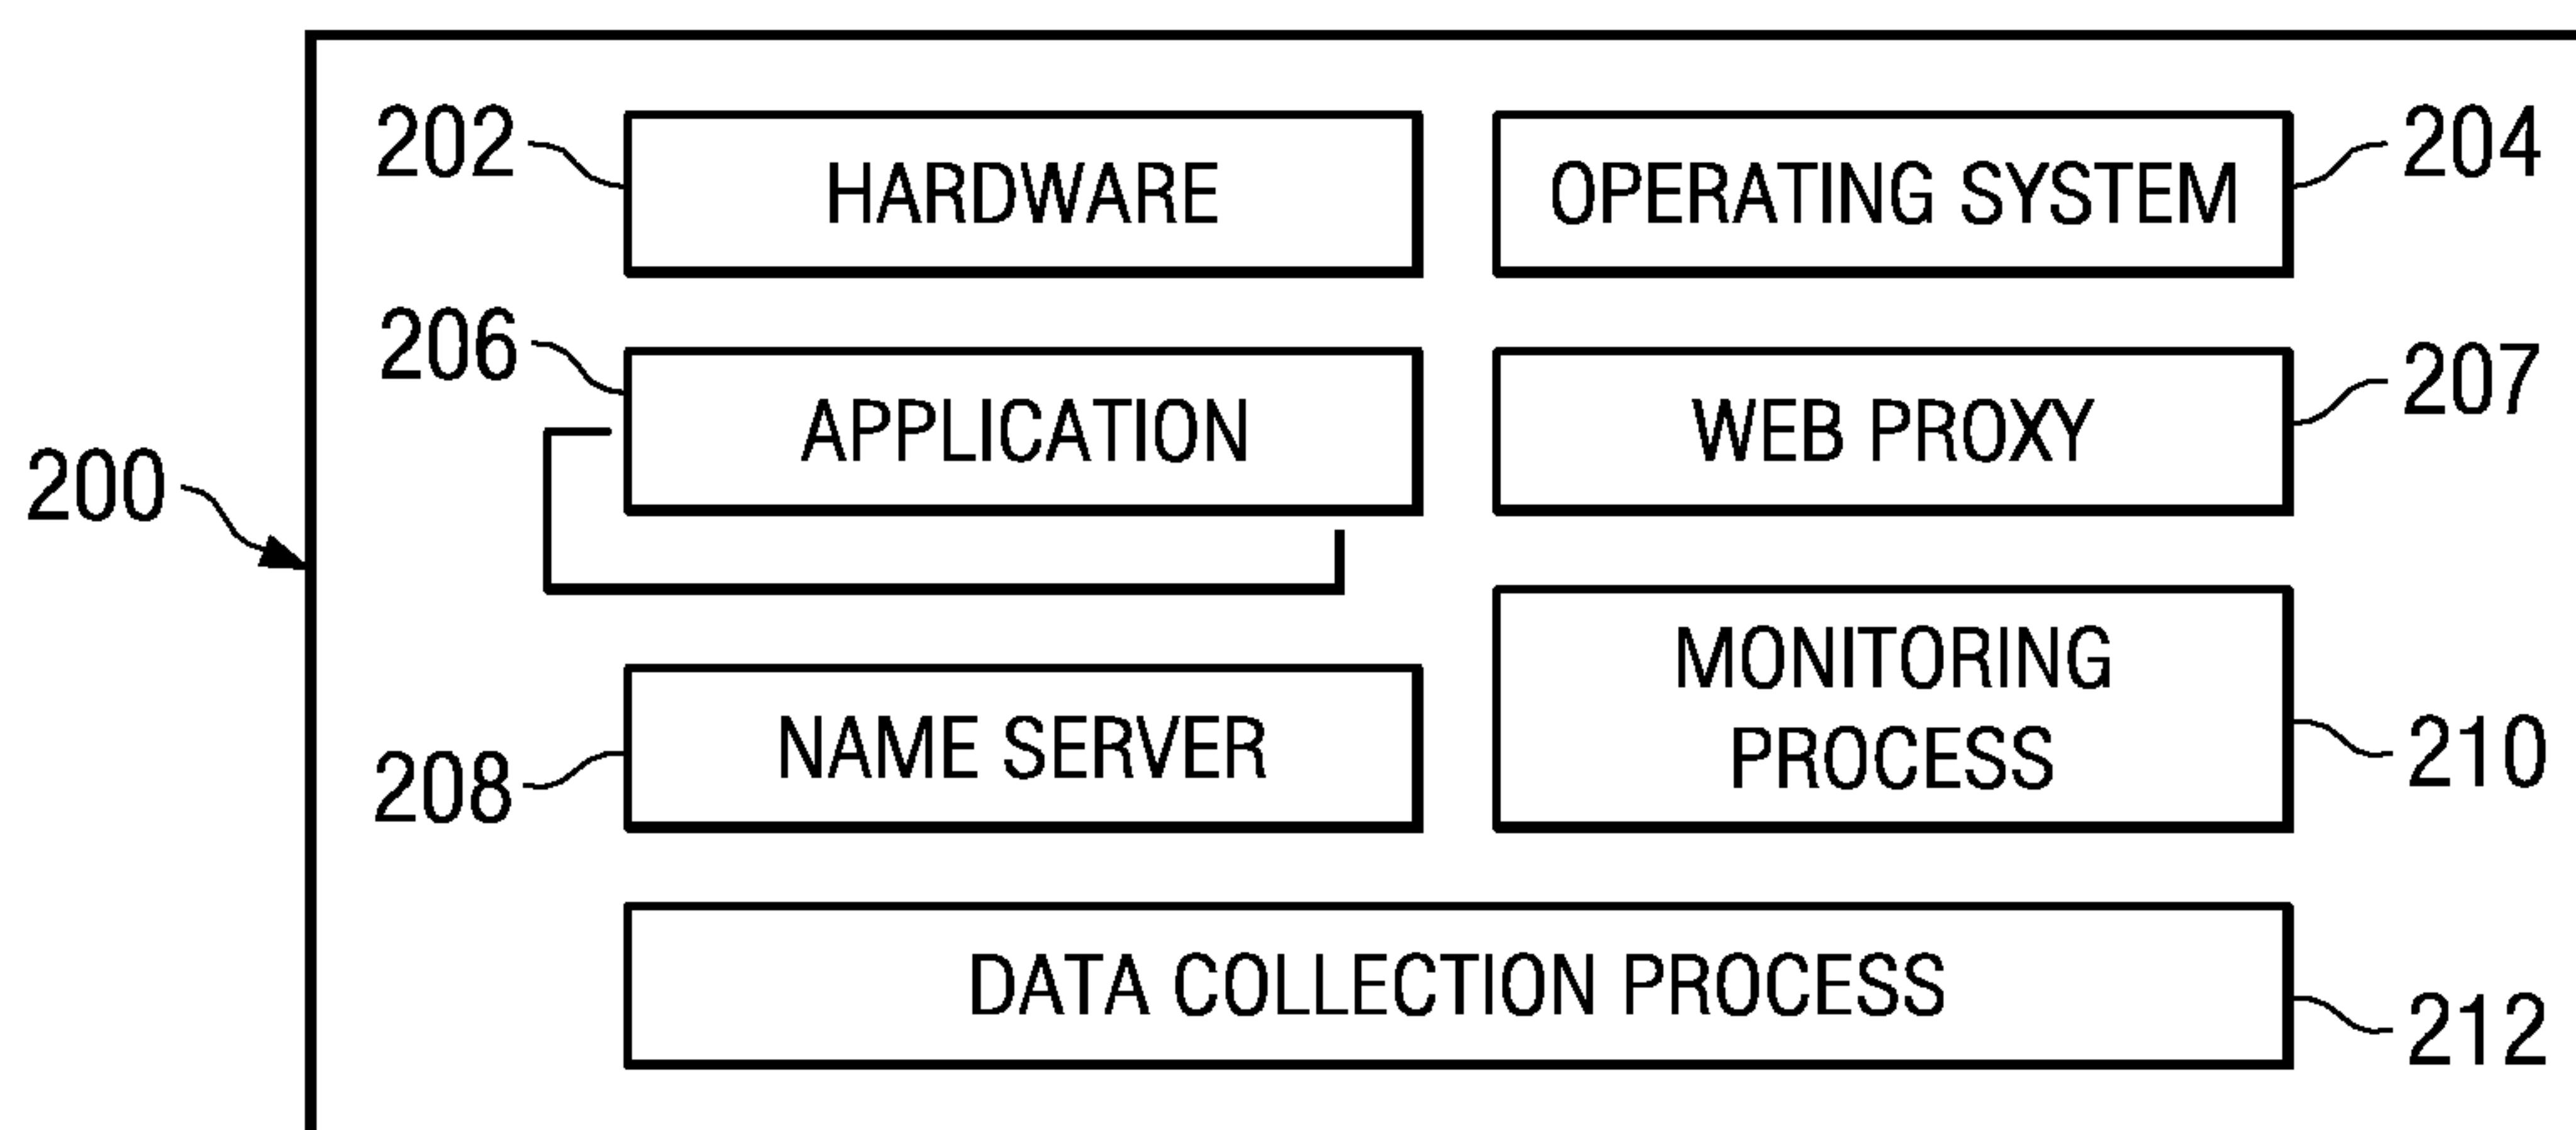 202 HARDWARE OPERATING SYSTEM 204
206 APPLICATION WEB PROXY 207
200
208 NAME SERVER MONITORING PROCESS 210
DATA COLLECTION PROCESS 212